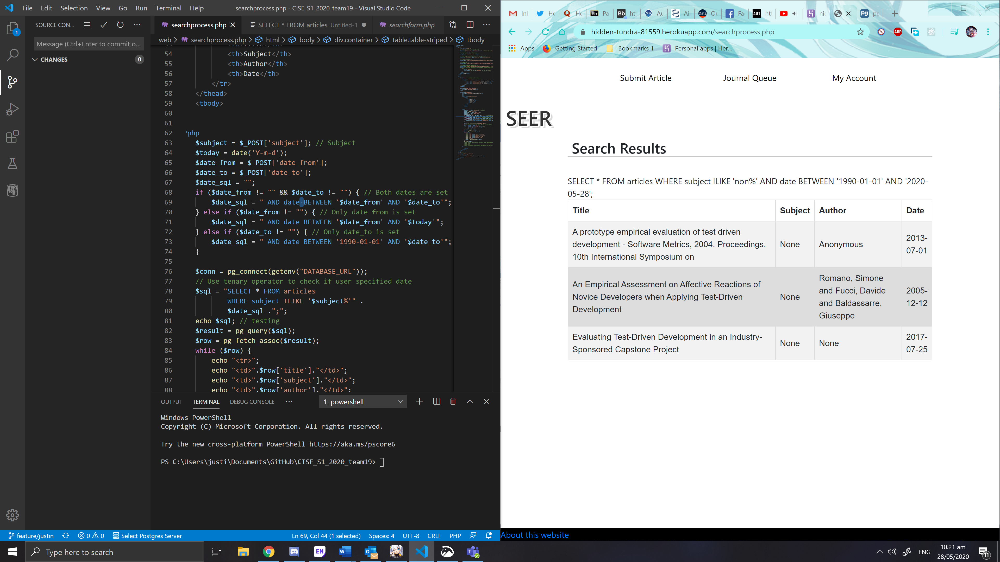 File Edit Selection View Go Run Terminal Help searchprocess.php - CISE_S1_2020_team19 - Visual Studio Code
SOURCE CON...
Message (Ctrl+Enter to commit o...
CHANGES 0
1
searchprocess.php SELECT * FROM articles Untitled-1 searchform.php
web > searchprocess.php > html > body > div.container > table.table-striped > tbody
53 <th>Title</th>
54 <th>Subject</th>
55 <th>Author</th>
56 <th>Date</th>
57 </tr>
58 </thead>
59 <tbody>
60
61
62 ?php
63 $subject = $_POST['subject']; // Subject
64 $today = date('Y-m-d');
65 $date_from = $_POST['date_from'];
66 $date_to = $_POST['date_to'];
67 $date_sql = "";
68 if ($date_from != "" && $date_to != "") { // Both dates are set
69 $date_sql = " AND date BETWEEN '$date_from' AND '$date_to'";
70 } else if ($date_from != "") { // Only date from is set
71 $date_sql = " AND date BETWEEN '$date_from' AND '$today'";
72 } else if ($date_to != "") { // Only date_to is set
73 $date_sql = " AND date BETWEEN '1990-01-01' AND '$date_to'";
74 }
75
76 $conn = pg_connect(getenv("DATABASE_URL"));
77 // Use tenary operator to check if user specified date
78 $sql = "SELECT * FROM articles
79 WHERE subject ILIKE '$subject%'" .
80 $date_sql .";";
81 echo $sql; // testing
82 $result = pg_query($sql);
83 $row = pg_fetch_assoc($result);
84 while ($row) {
85 echo "<tr>";
86 echo "<td>".$row['title']."</td>";
87 echo "<td>".$row['subject']."</td>";
88 echo "<td>".$row['author']."</td>";
OUTPUT TERMINAL DEBUG CONSOLE ··· 1: powershell
Windows PowerShell
Copyright (C) Microsoft Corporation. All rights reserved.
Try the new cross-platform PowerShell https://aka.ms/pscore6
PS C:\Users\justi\Documents\GitHub\CISE_S1_2020_team19>
feature/justin 0 0 Select Postgres Server Ln 69, Col 44 (1 selected) Spaces: 4 UTF-8 CRLF PHP
Inl Ho Q Ho Bb Pa Bb ht Au Ai Data Ou Fa AUT ht hid Pg pg
hidden-tundra-81559.herokuapp.com/searchprocess.php ABP
Apps Getting Started Bookmarks 1 Personal apps | Her...
Submit Article Journal Queue My Account
SEER
Search Results
SELECT * FROM articles WHERE subject ILIKE 'non%' AND date BETWEEN '1990-01-01' AND '2020-
05-28';
Title Subject Author Date
A prototype empirical evaluation of test driven
development - Software Metrics, 2004. Proceedings.
10th International Symposium on
None
Anonymous
2013-
07-01
An Empirical Assessment on Affective Reactions of
Novice Developers when Applying Test-Driven
Development
None
Romano, Simone
and Fucci, Davide
and Baldassarre,
Giuseppe
2005-
12-12
Evaluating Test-Driven Development in an Industry-
Sponsored Capstone Project
None
None
2017-
07-25
About this website
Type here to search
EN
ENG
10:21 am
28/05/2020
11